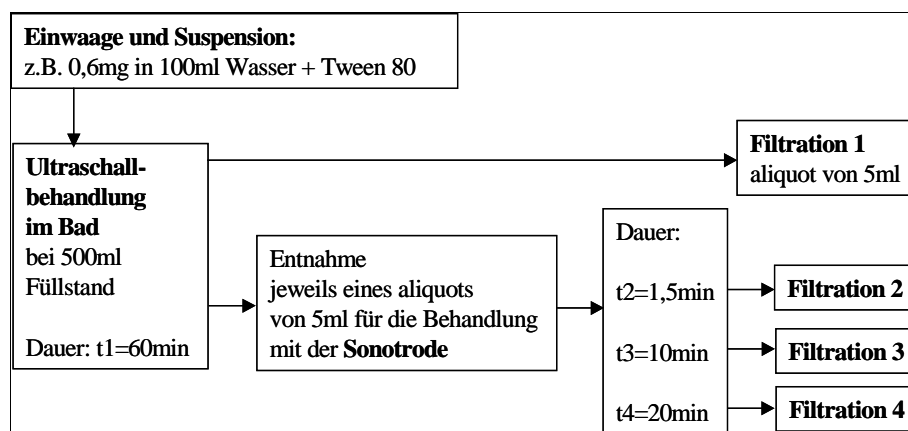 Einwaage und Suspension:
z.B. 0,6mg in 100ml Wasser + Tween 80
Ultraschall-
behandlung
im Bad
bei 500ml
Füllstand
Dauer: t1=60min
Filtration 1
aliquot von 5ml
Entnahme
jeweils eines aliquots
von 5ml für die Behandlung
mit der Sonotrode
Dauer:
t2=1,5min
t3=10min
t4=20min
Filtration 2
Filtration 3
Filtration 4